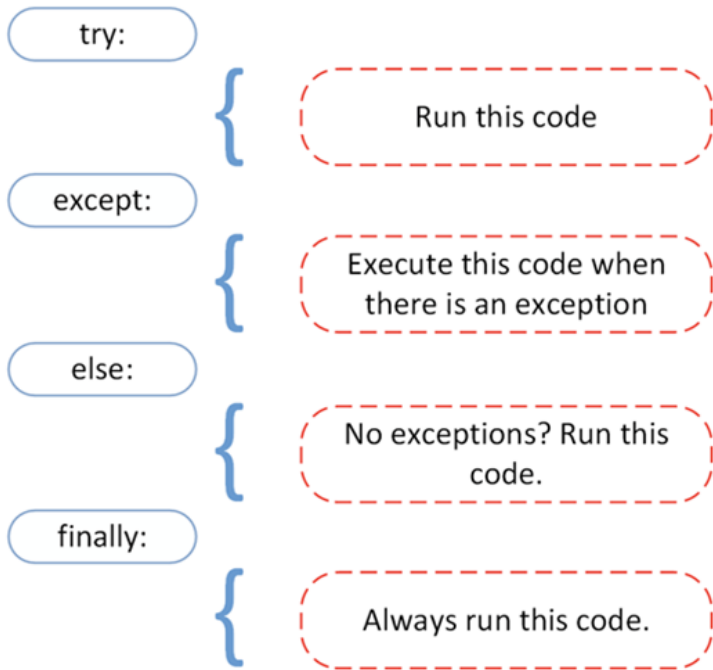 try:
Run this code
except:
Execute this code when
there is an exception
else:
No exceptions? Run this
code.
finally:
Always run this code.